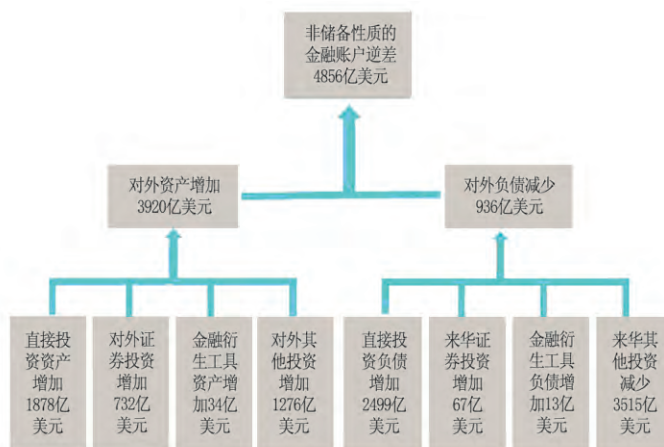 非储备性质的
金融账户逆差
4856亿美元
对外资产增加
3920亿美元
对外负债减少
936亿美元
直接投
资资产
增加
1878亿
美元
对外证
券投资
增加
732亿
美元
金融衍
生工具
资产增
加34亿
美元
对外其
他投资
增加
1276亿
美元
直接投
资负债
增加
2499亿
美元
来华证
券投资
增加
67亿
美元
金融衍
生工具
负债增
加13亿
美元
来华其
他投资
减少
3515亿
美元